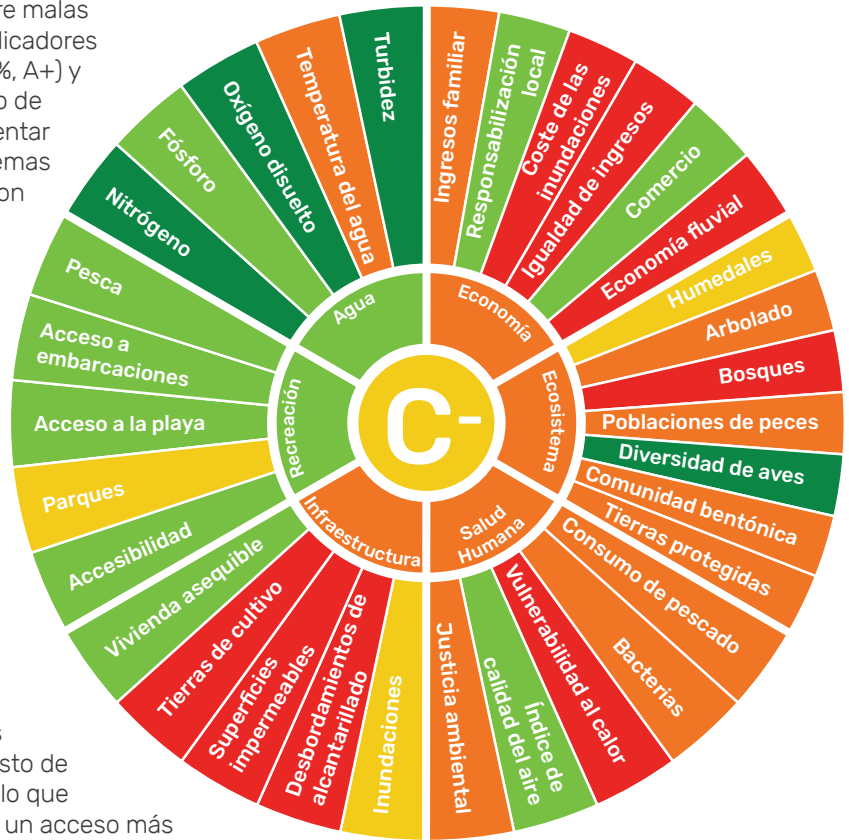 re malas
dicadores
%, A+) y
o de
entar
emas
on
s
sto de
lo que
un acceso más
C-
Agua
Economía
Ecosistema
Salud
Humana
Infraestructura
Recreación
Turbidez
Ingresos familiar
Responsabilización
local
Coste de las
inundaciones
Igualdad de ingresos
Comercio
Economía fluvial
Humedales
Arbolado
Bosques
Poblaciones de peces
Diversidad de aves
Comunidad bentónica
Tierras protegidas
Consumo de pescado
Bacterias
Vulnerabilidad al calor
Índice de
calidad del aire
Justicia ambiental
Inundaciones
Desbordamientos de
alcantarillado
Superficies
impermeables
Tierras de cultivo
Vivienda asequible
Accesibilidad
Parques
Acceso a la playa
Acceso a
embarcaciones
Pesca
Nitrógeno
Fósforo
Oxígeno disuelto
Temperatura del agua